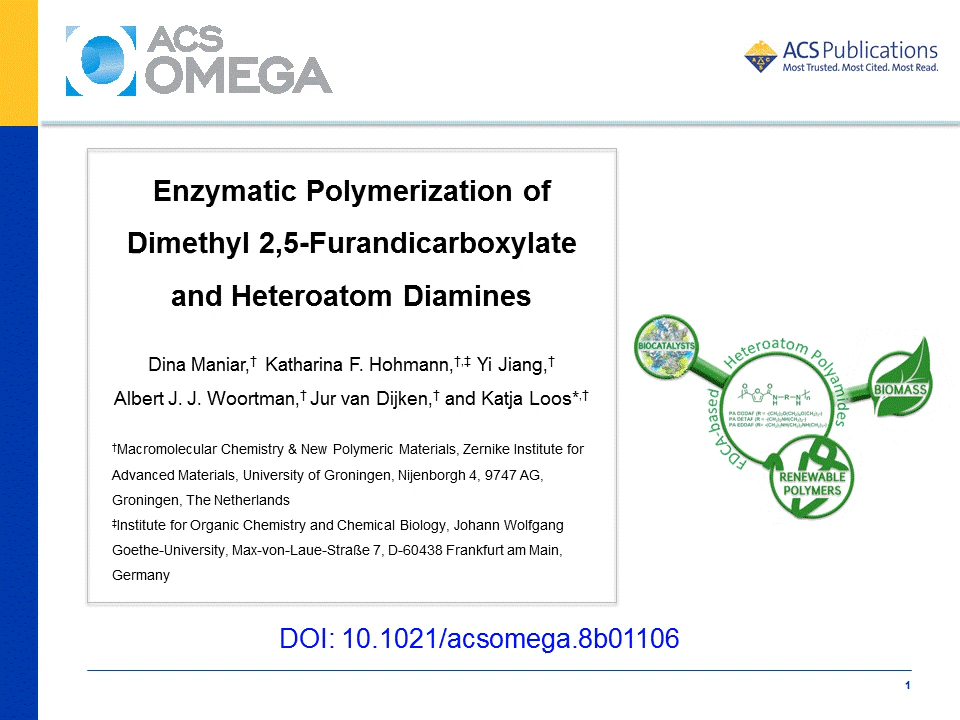 ACS
OMEGA
ACS Publications
Most Trusted. Most Cited. Most Read.
Enzymatic Polymerization of
Dimethyl 2,5-Furandicarboxylate
and Heteroatom Diamines
Dina Maniar,† Katharina F. Hohmann,†,‡ Yi Jiang,†
Albert J. J. Woortman,† Jur van Dijken,† and Katja Loos*,†
†Macromolecular Chemistry & New Polymeric Materials, Zernike Institute for
Advanced Materials, University of Groningen, Nijenborgh 4, 9747 AG,
Groningen, The Netherlands
‡Institute for Organic Chemistry and Chemical Biology, Johann Wolfgang
Goethe-University, Max-von-Laue-Straße 7, D-60438 Frankfurt am Main,
Germany
BIOCATALYSTS
FDCA-based Heteroatom Polyamides
BIOMASS
RENEWABLE
POLYMERS
DOI: 10.1021/acsomega.8b01106
1